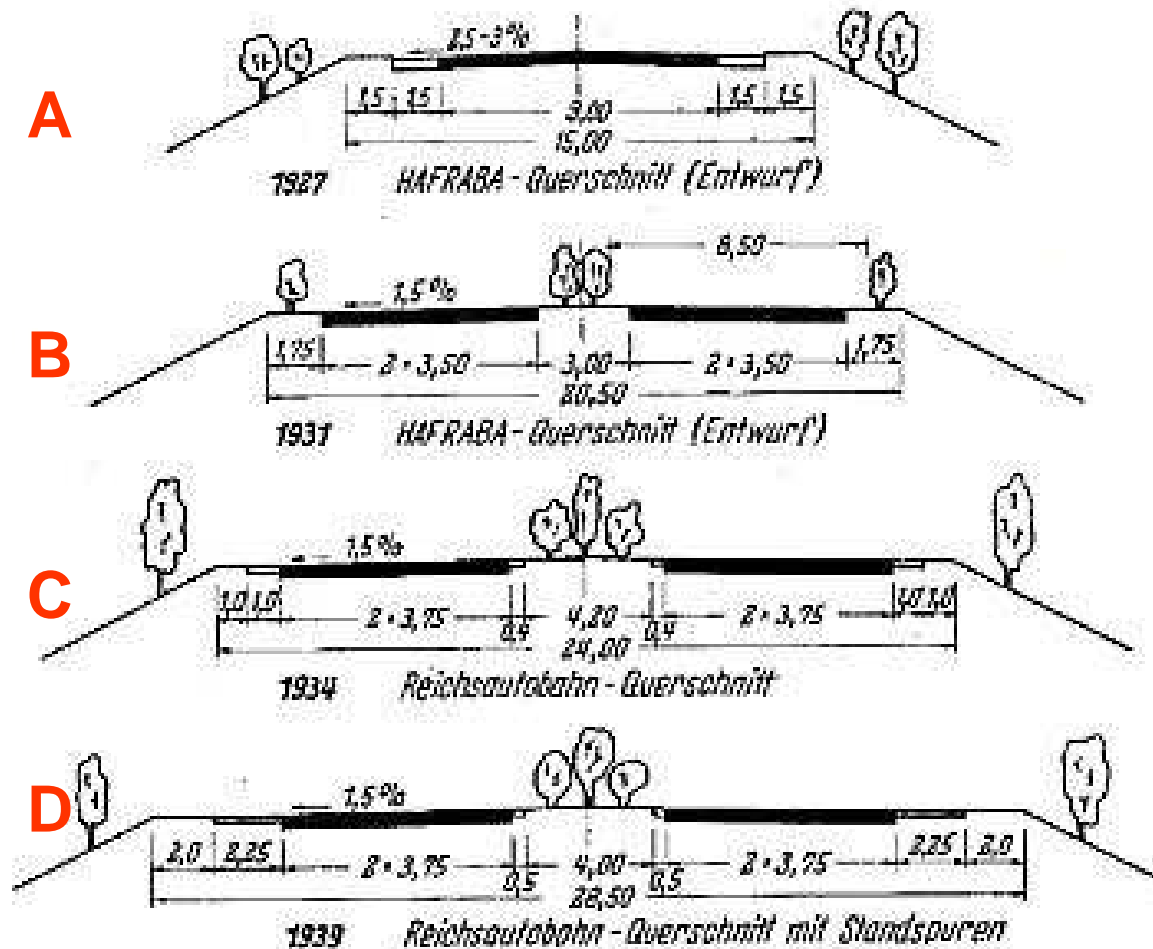 A
2,5-3%
1,5 1,5 9,00 1,5 1,5
15,00
1927 HAFRABA-Querschnitt (Entwurf)
B
8,50
1,5%
1,75 2×3,50 3,00 2×3,50 1,75
20,50
1931 HAFRABA-Querschnitt (Entwurf)
C
1,5%
1,0 1,0 2×3,75 0,4 4,20 0,4 2×3,75 1,0 1,0
24,00
1934 Reichsautobahn-Querschnitt
D
1,5%
2,0 2,25 2×3,75 0,5 4,00 0,5 2×3,75 2,25 2,0
28,50
1939 Reichsautobahn-Querschnitt mit Standspuren